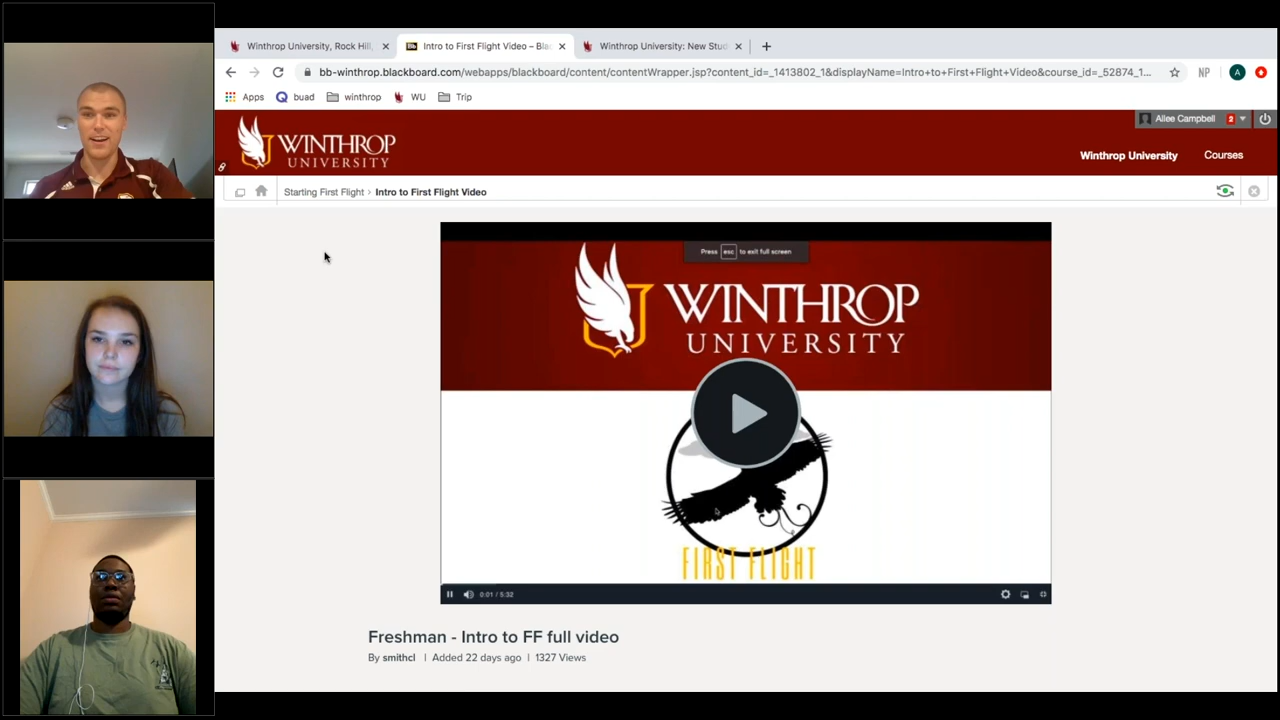 Winthrop University, Rock Hill,
Intro to First Flight Video – Bla
Winthrop University: New Stud
bb-winthrop.blackboard.com/webapps/blackboard/content/contentWrapper.jsp?content_id=_1413802_1&displayName=Intro+to+First+Flight+Video&course_id=_52874_1...
NP
A
Apps
buad
winthrop
WU
Trip
WINTHROP
UNIVERSITY
Ailee Campbell
2
Winthrop University
Courses
Starting First Flight
Intro to First Flight Video
Press esc to exit full screen
WINTHROP
UNIVERSITY
FIRST FLIGHT
0:01 / 5:32
Freshman - Intro to FF full video
By smithcl | Added 22 days ago | 1327 Views